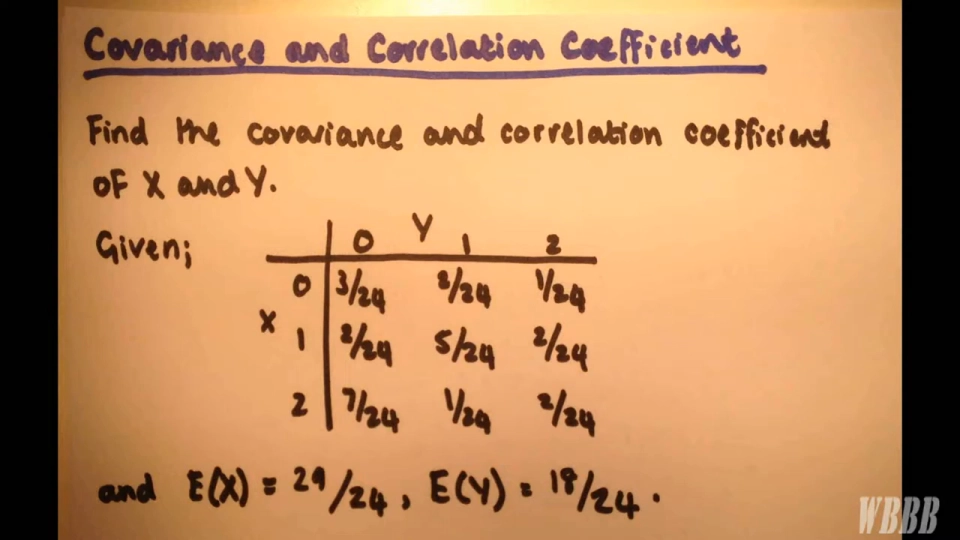 Covariance and Correlation Coefficient
Find the covariance and correlation coefficient
of X and Y.
Given;
Y
0 1 2
X
0 3/24 2/24 1/24
1 2/24 5/24 2/24
2 7/24 1/24 2/24
and E(X) = 29/24, E(Y) = 18/24.
WBBB